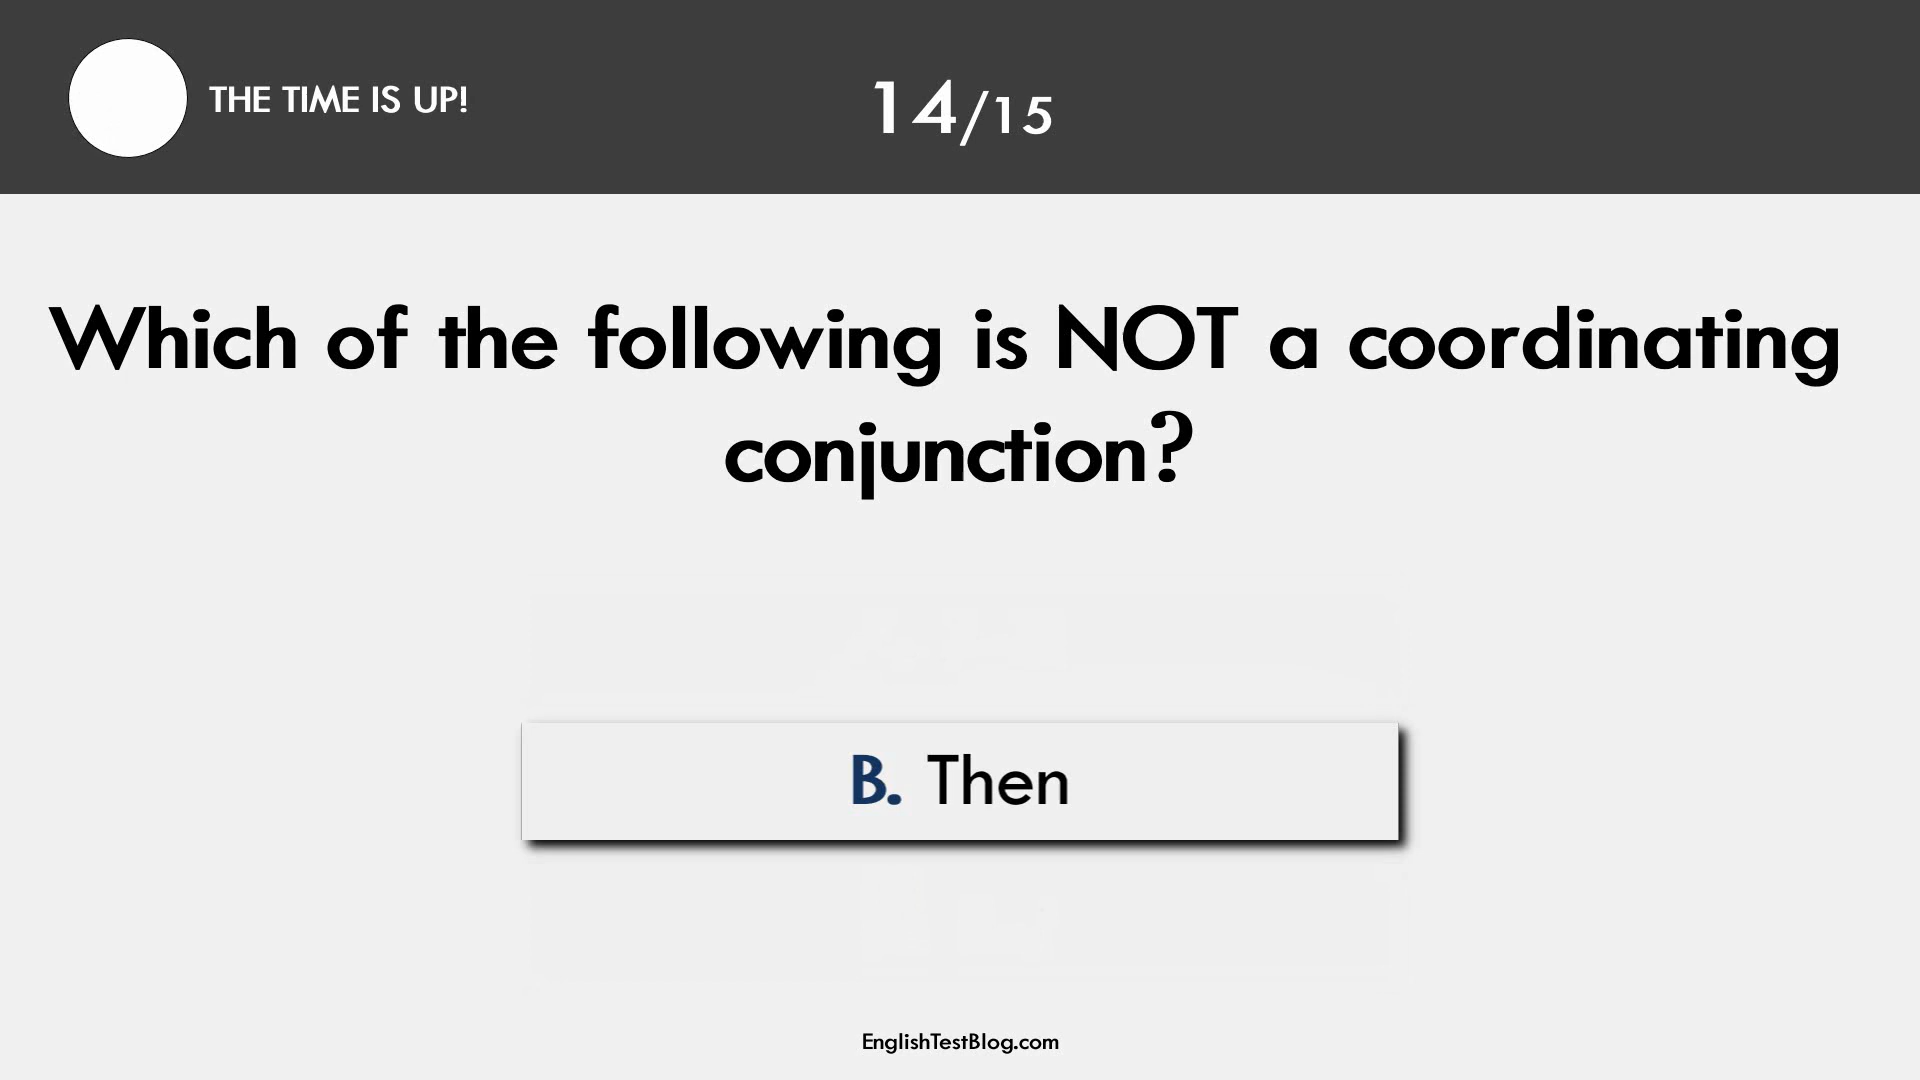 THE TIME IS UP!
14/15
Which of the following is NOT a coordinating
conjunction?
B. Then
EnglishTestBlog.com